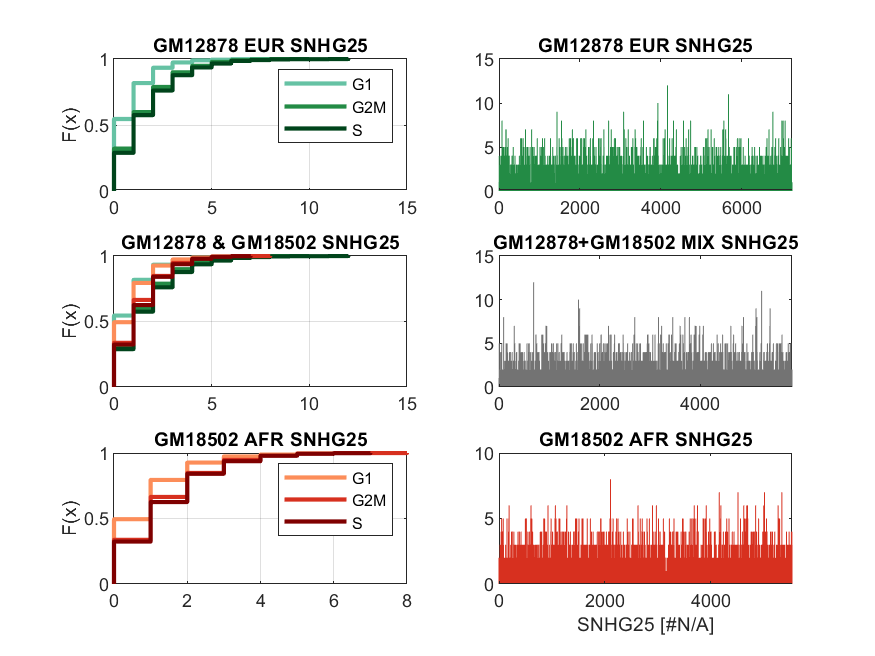 GM12878 EUR SNHG25
F(x)
1
0.5
0
0 5 10 15
G1
G2M
S
GM12878 EUR SNHG25
15
10
5
0
0 2000 4000 6000
GM12878 & GM18502 SNHG25
F(x)
1
0.5
0
0 5 10 15
GM12878+GM18502 MIX SNHG25
15
10
5
0
0 2000 4000
GM18502 AFR SNHG25
F(x)
1
0.5
0
0 2 4 6 8
G1
G2M
S
GM18502 AFR SNHG25
10
5
0
0 2000 4000
SNHG25 [#N/A]